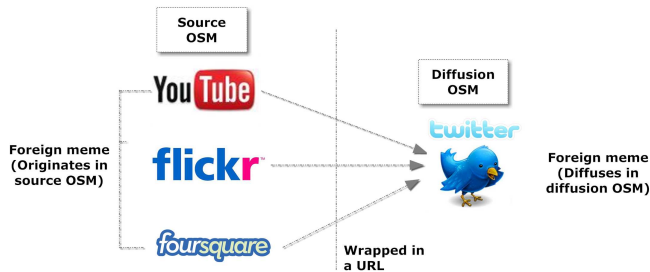 Source
OSM
YouTube
Diffusion
OSM
twitter
Foreign meme
(Originates in
source OSM)
flickr
Foreign meme
(Diffuses in
diffusion OSM)
foursquare
Wrapped in
a URL